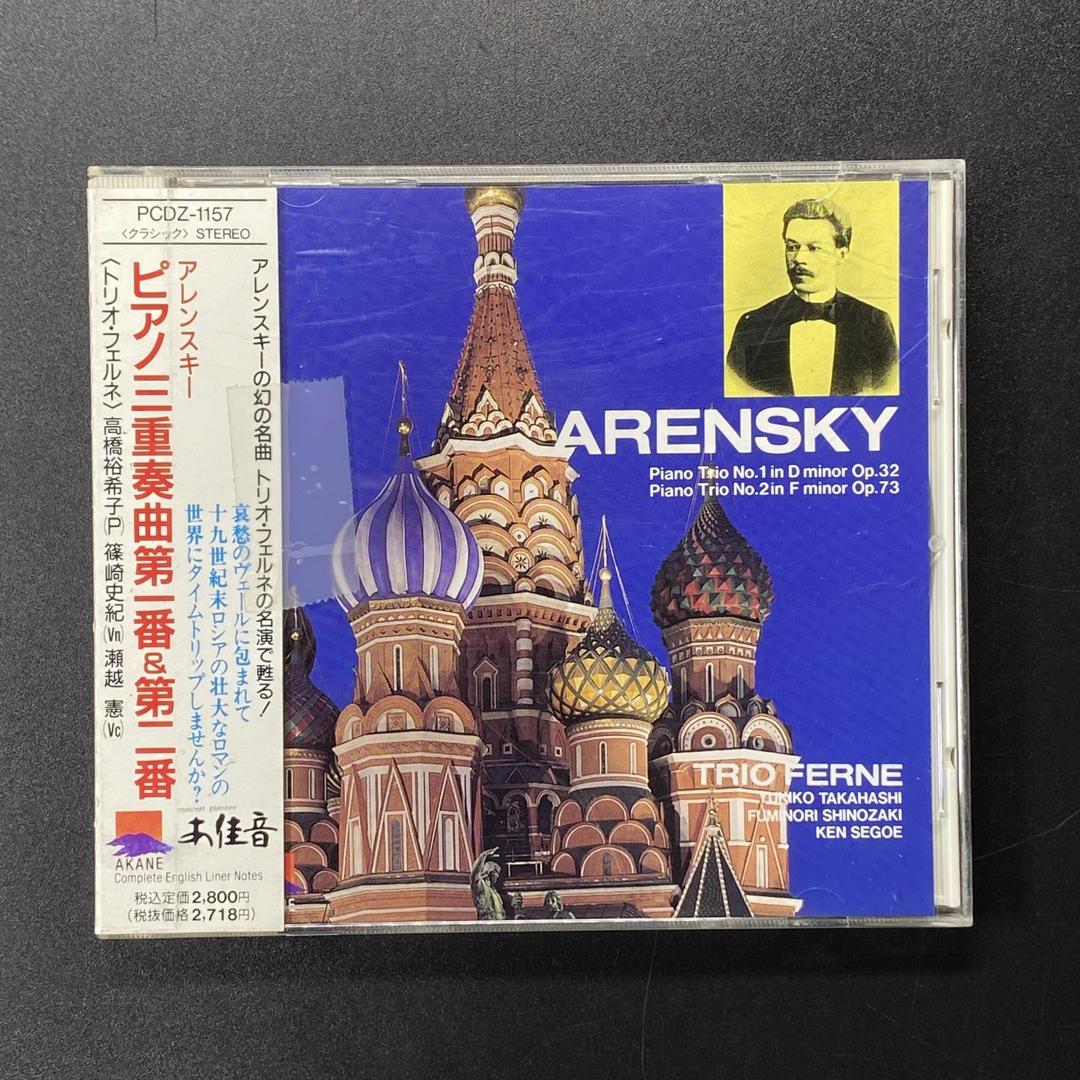 PCDZ-1157
〈クラシック〉 STEREO
アレンスキーの幻の名曲 トリオ・フェルネの名演で甦る!
哀愁のヴェールに包まれて
十九世紀末ロシアの壮大なロマンの
世界にタイムトリップしませんか?
アレンスキー
ピアノ三重奏曲第一番&第二番
〈トリオ・フェルネ〉 高橋裕希子(P) 篠崎史紀(Vn) 瀬越 憲(Vc)
concert planner
木佳音
AKANE
Complete English Liner Notes
税込定価2,800円
(税抜価格2,718円)
ARENSKY
Piano Trio No.1 in D minor Op.32
Piano Trio No.2 in F minor Op.73
TRIO FERNE
YUKIKO TAKAHASHI
FUMINORI SHINOZAKI
KEN SEGOE